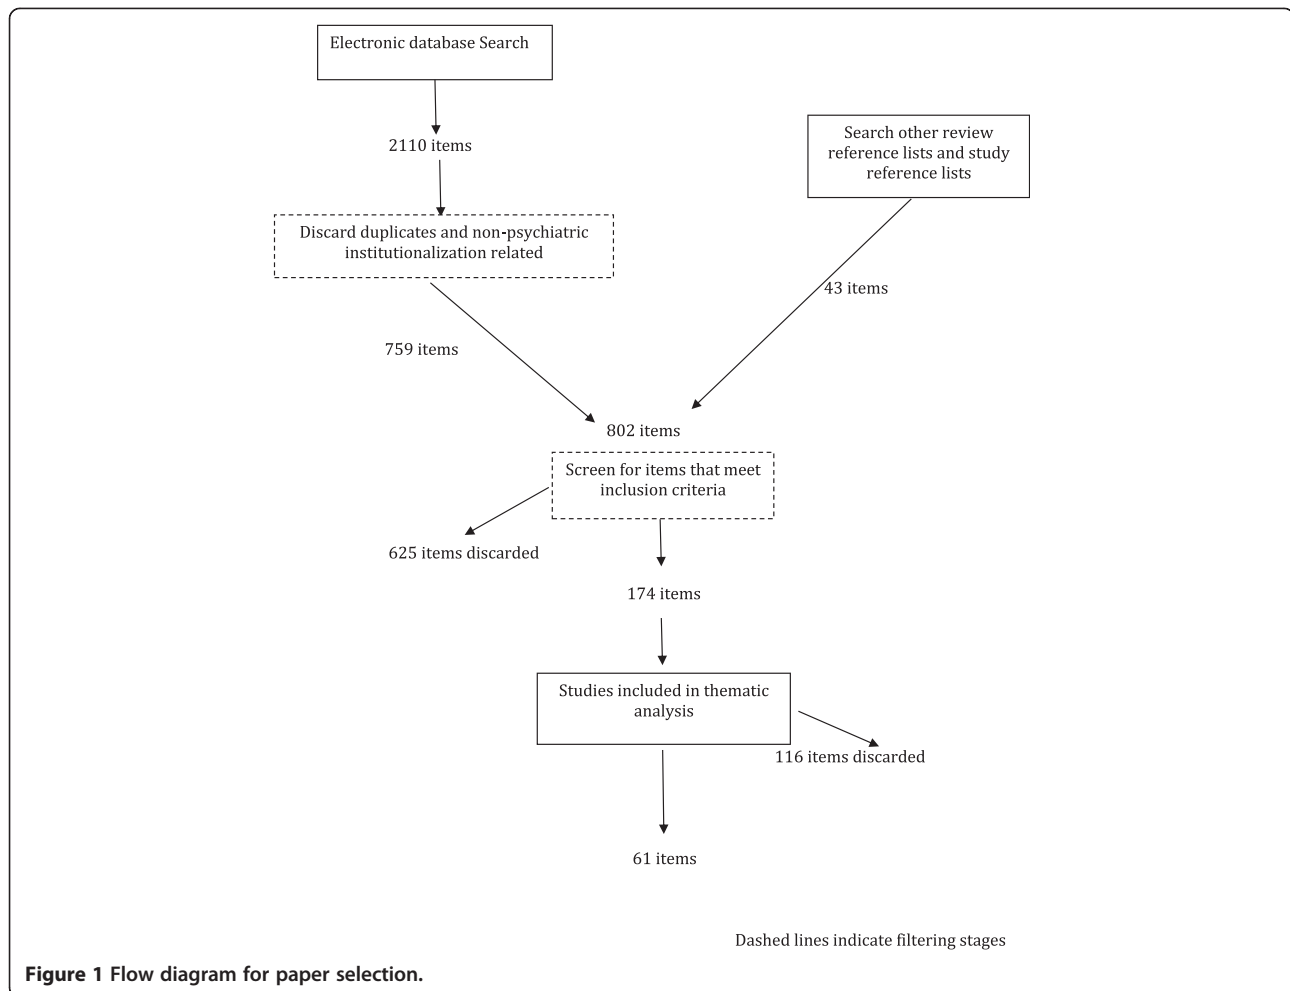 Electronic database Search
2110 items
Search other review
reference lists and study
reference lists
Discard duplicates and non-psychiatric
institutionalization related
43 items
759 items
802 items
Screen for items that meet
inclusion criteria
625 items discarded
174 items
Studies included in thematic
analysis
116 items discarded
61 items
Dashed lines indicate filtering stages
Figure 1 Flow diagram for paper selection.